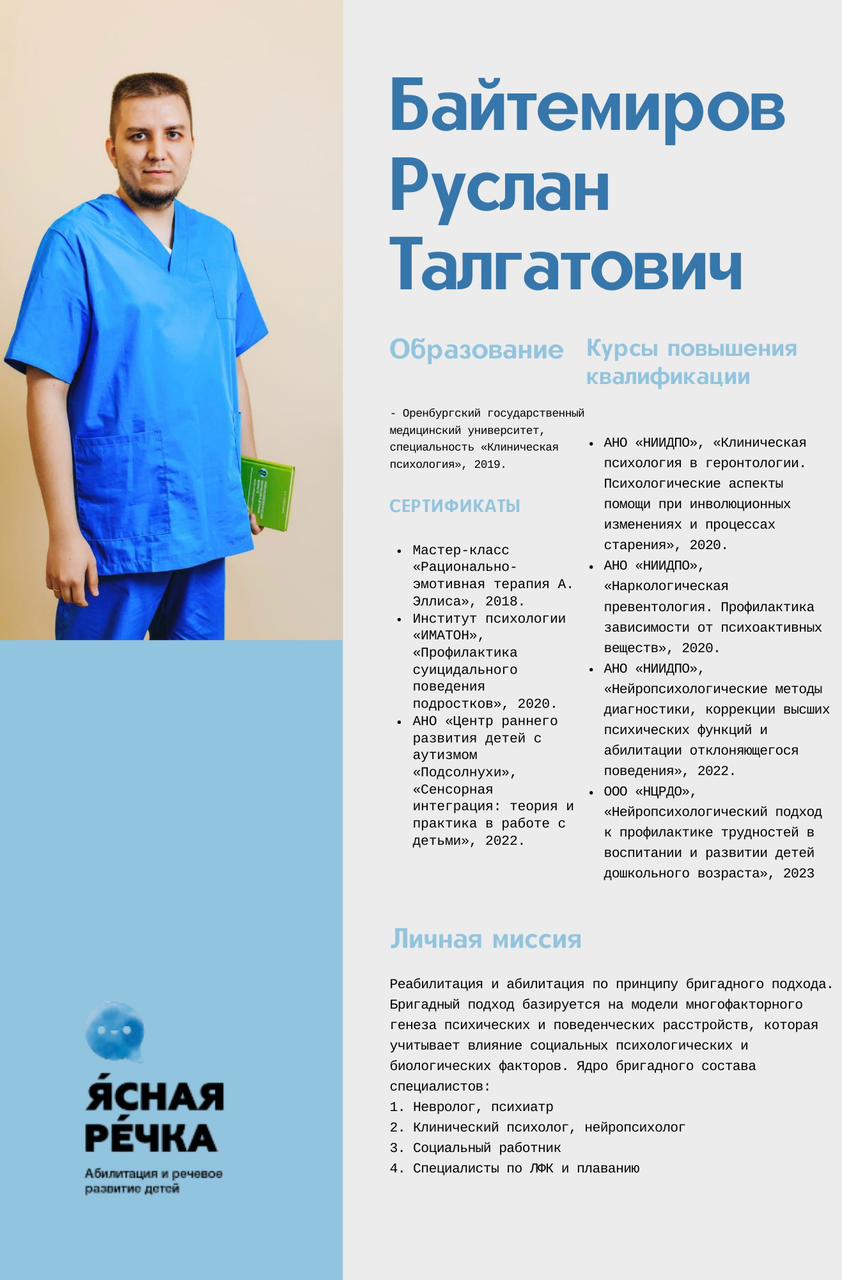 Байтемиров
Руслан
Талгатович
Образование
- Оренбургский государственный
медицинский университет,
специальность «Клиническая
психология», 2019.
СЕРТИФИКАТЫ
• Мастер-класс
«Рационально-
эмотивная терапия А.
Эллиса», 2018.
• Институт психологии
«ИМАТОН»,
«Профилактика
суицидального
поведения
подростков», 2020.
• АНО «Центр раннего
развития детей с
аутизмом
«Подсолнухи»,
«Сенсорная
интеграция: теория и
практика в работе с
детьми», 2022.
Курсы повышения
квалификации
• АНО «НИИДПО», «Клиническая
психология в геронтологии.
Психологические аспекты
помощи при инволюционных
изменениях и процессах
старения», 2020.
• АНО «НИИДПО»,
«Наркологическая
превентология. Профилактика
зависимости от психоактивных
веществ», 2020.
• АНО «НИИДПО»,
«Нейропсихологические методы
диагностики, коррекции высших
психических функций и
абилитации отклоняющегося
поведения», 2022.
• ООО «НЦРДО»,
«Нейропсихологический подход
к профилактике трудностей в
воспитании и развитии детей
дошкольного возраста», 2023
Личная миссия
Реабилитация и абилитация по принципу бригадного подхода.
Бригадный подход базируется на модели многофакторного
генеза психических и поведенческих расстройств, которая
учитывает влияние социальных психологических и
биологических факторов. Ядро бригадного состава
специалистов:
1. Невролог, психиатр
2. Клинический психолог, нейропсихолог
3. Социальный работник
4. Специалисты по ЛФК и плаванию
Я́СНАЯ
РЕ́ЧКА
Абилитация и речевое
развитие детей